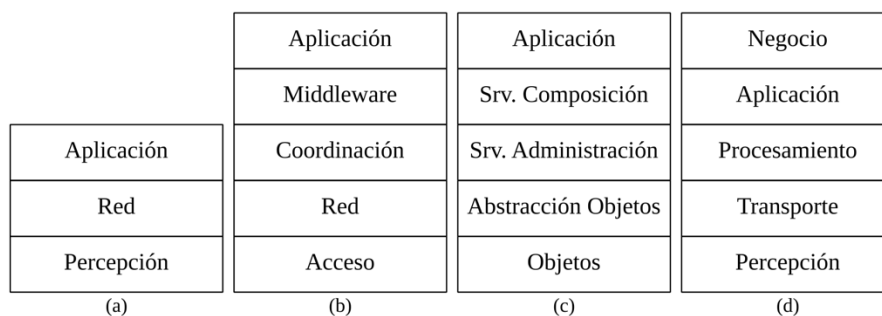 Aplicación
Red
Percepción
(a)
Aplicación
Middleware
Coordinación
Red
Acceso
(b)
Aplicación
Srv. Composición
Srv. Administración
Abstracción Objetos
Objetos
(c)
Negocio
Aplicación
Procesamiento
Transporte
Percepción
(d)